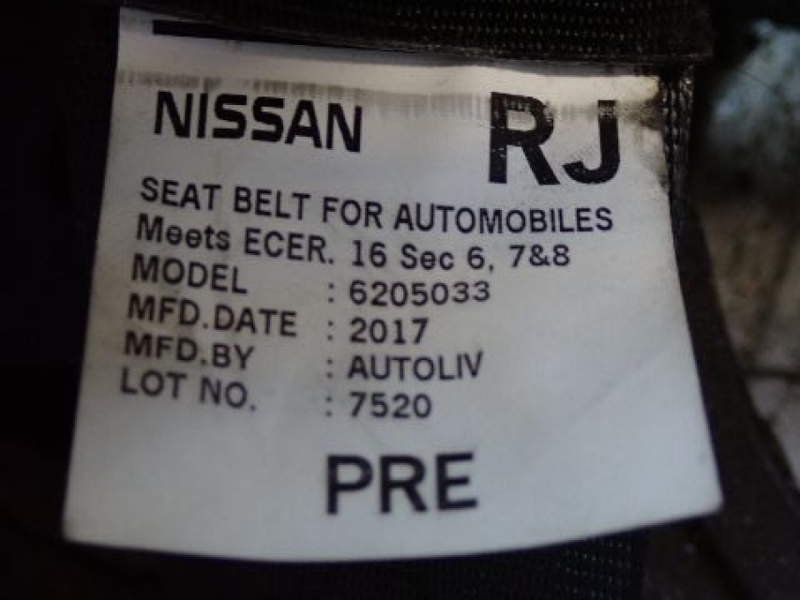 NISSAN RJ
SEAT BELT FOR AUTOMOBILES
Meets ECER. 16 Sec 6, 7&8
MODEL : 6205033
MFD.DATE : 2017
MFD.BY : AUTOLIV
LOT NO. : 7520
PRE